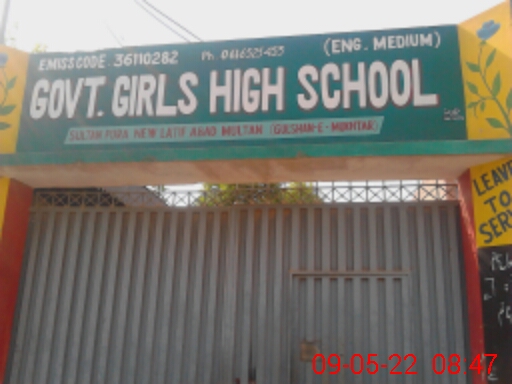 EMISSCODE. 36110282 Ph: (ENG. MEDIUM)
GOVT. GIRLS HIGH SCHOOL
SULTAN PURA NEW LATIF ABAD MULTAN (GULSHAN-E-MUKHTAR)
LEAVE
TO
SERV
09-05-22 08:47